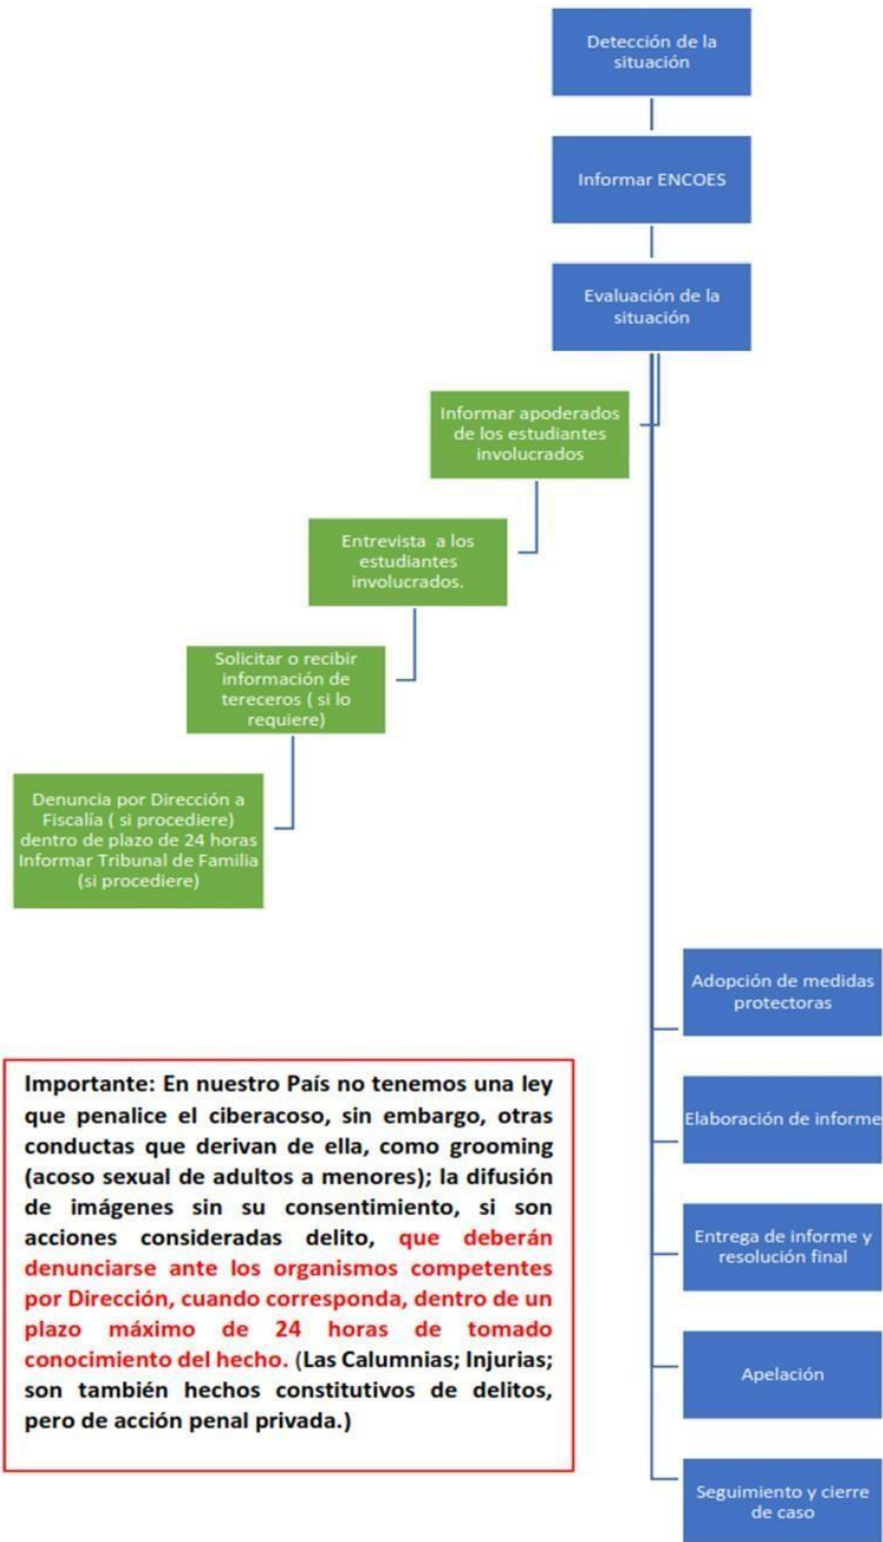 Detección de la
situación
Informar ENCOES
Evaluación de la
situación
Informar apoderados
de los estudiantes
involucrados
Entrevista a los
estudiantes
involucrados.
Solicitar o recibir
información de
tereceros ( si lo
requiere)
Denuncia por Dirección a
Fiscalía ( si procediere)
dentro de plazo de 24 horas
Informar Tribunal de Familia
(si procediere)
Adopción de medidas
protectoras
Elaboración de informe
Entrega de informe y
resolución final
Apelación
Seguimiento y cierre
de caso
Importante: En nuestro País no tenemos una ley
que penalice el ciberacoso, sin embargo, otras
conductas que derivan de ella, como grooming
(acoso sexual de adultos a menores); la difusión
de imágenes sin su consentimiento, si son
acciones consideradas delito, que deberán
denunciarse ante los organismos competentes
por Dirección, cuando corresponda, dentro de un
plazo máximo de 24 horas de tomado
conocimiento del hecho. (Las Calumnias; Injurias;
son también hechos constitutivos de delitos,
pero de acción penal privada.)